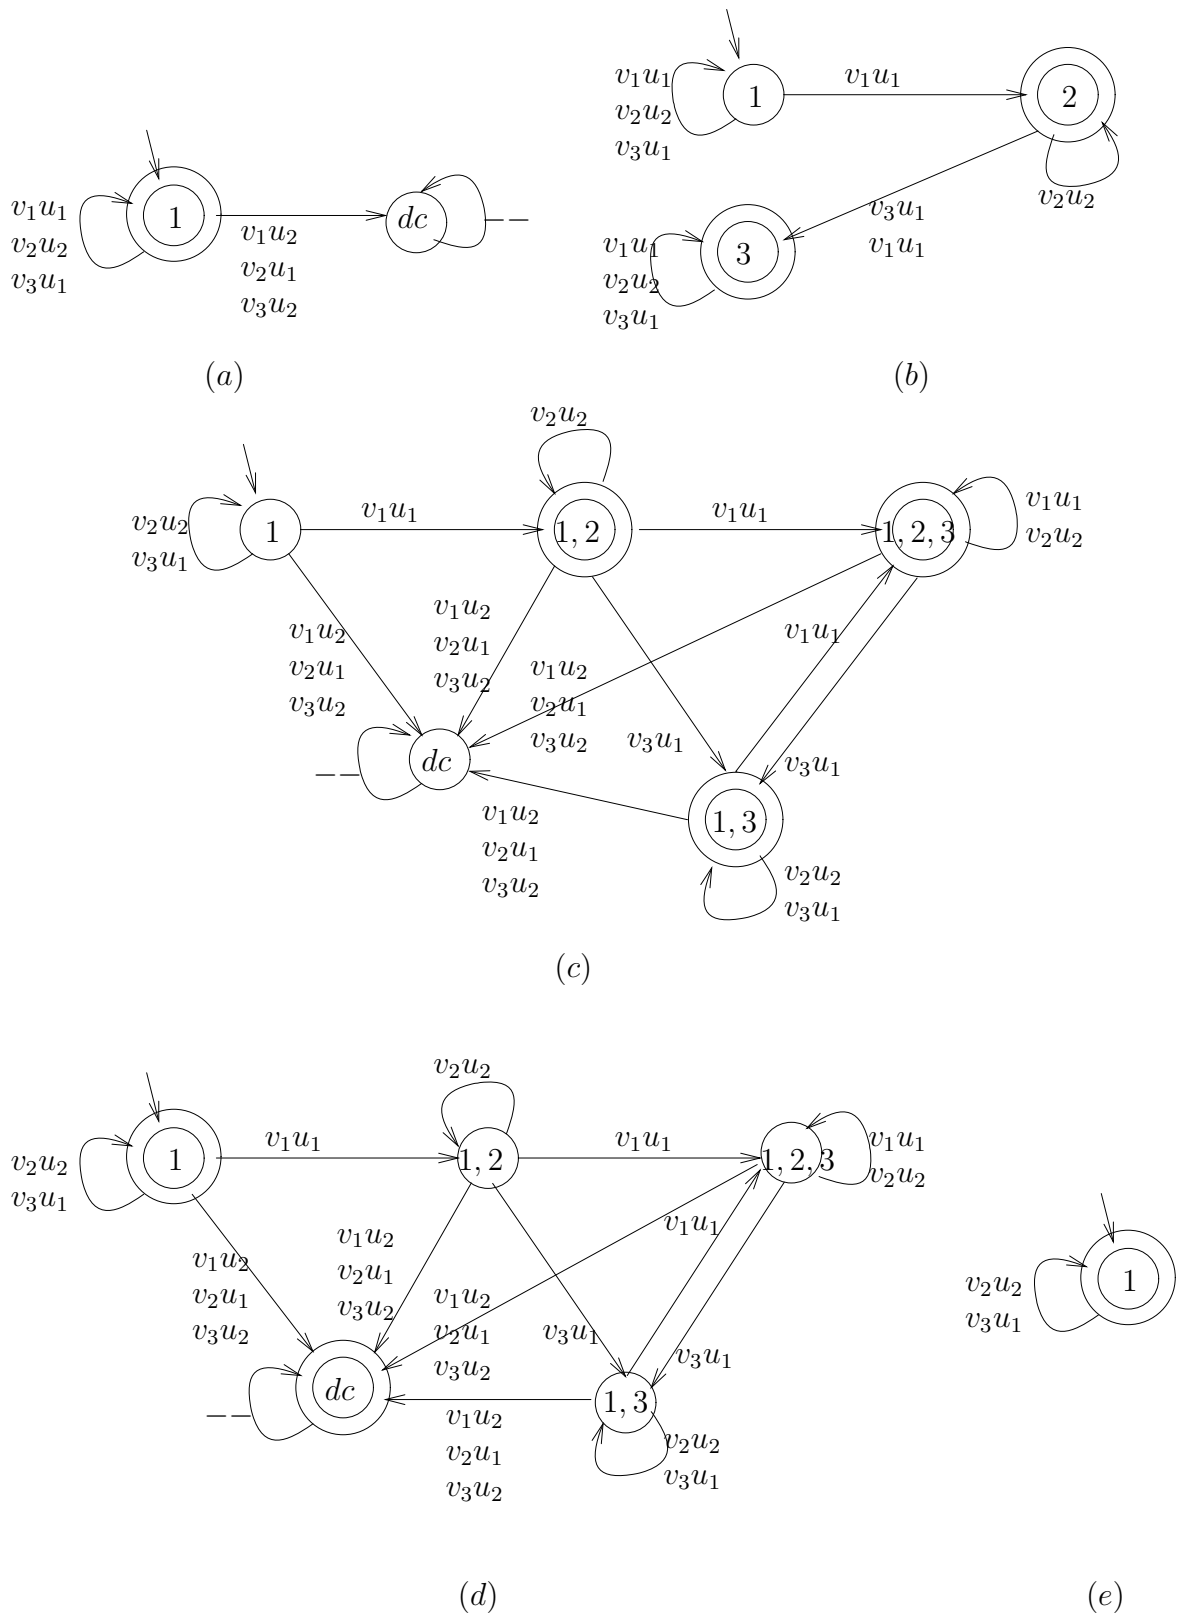 1
v₁u₁
v₂u₂
v₃u₁
v₁u₂
v₂u₁
v₃u₂
dc
−−
(a)
v₁u₁
v₂u₂
v₃u₁
1
v₁u₁
2
v₂u₂
v₃u₁
v₁u₁
v₁u₁
v₂u₂
v₃u₁
3
(b)
v₂u₂
v₂u₂
v₃u₁
1
v₁u₁
1, 2
v₁u₁
1, 2, 3
v₁u₁
v₂u₂
v₁u₂
v₂u₁
v₃u₂
v₁u₂
v₂u₁
v₃u₂
v₁u₂
v₂u₁
v₃u₂
v₁u₁
v₃u₁
v₃u₁
−−
dc
v₁u₂
v₂u₁
v₃u₂
1, 3
v₂u₂
v₃u₁
(c)
v₂u₂
v₂u₂
v₃u₁
1
v₁u₁
1, 2
v₁u₁
1, 2, 3
v₁u₁
v₂u₂
v₁u₂
v₂u₁
v₃u₂
v₁u₂
v₂u₁
v₃u₂
v₁u₂
v₂u₁
v₃u₂
v₁u₁
v₃u₁
v₃u₁
−−
dc
v₁u₂
v₂u₁
v₃u₂
1, 3
v₂u₂
v₃u₁
(d)
v₂u₂
v₃u₁
1
(e)